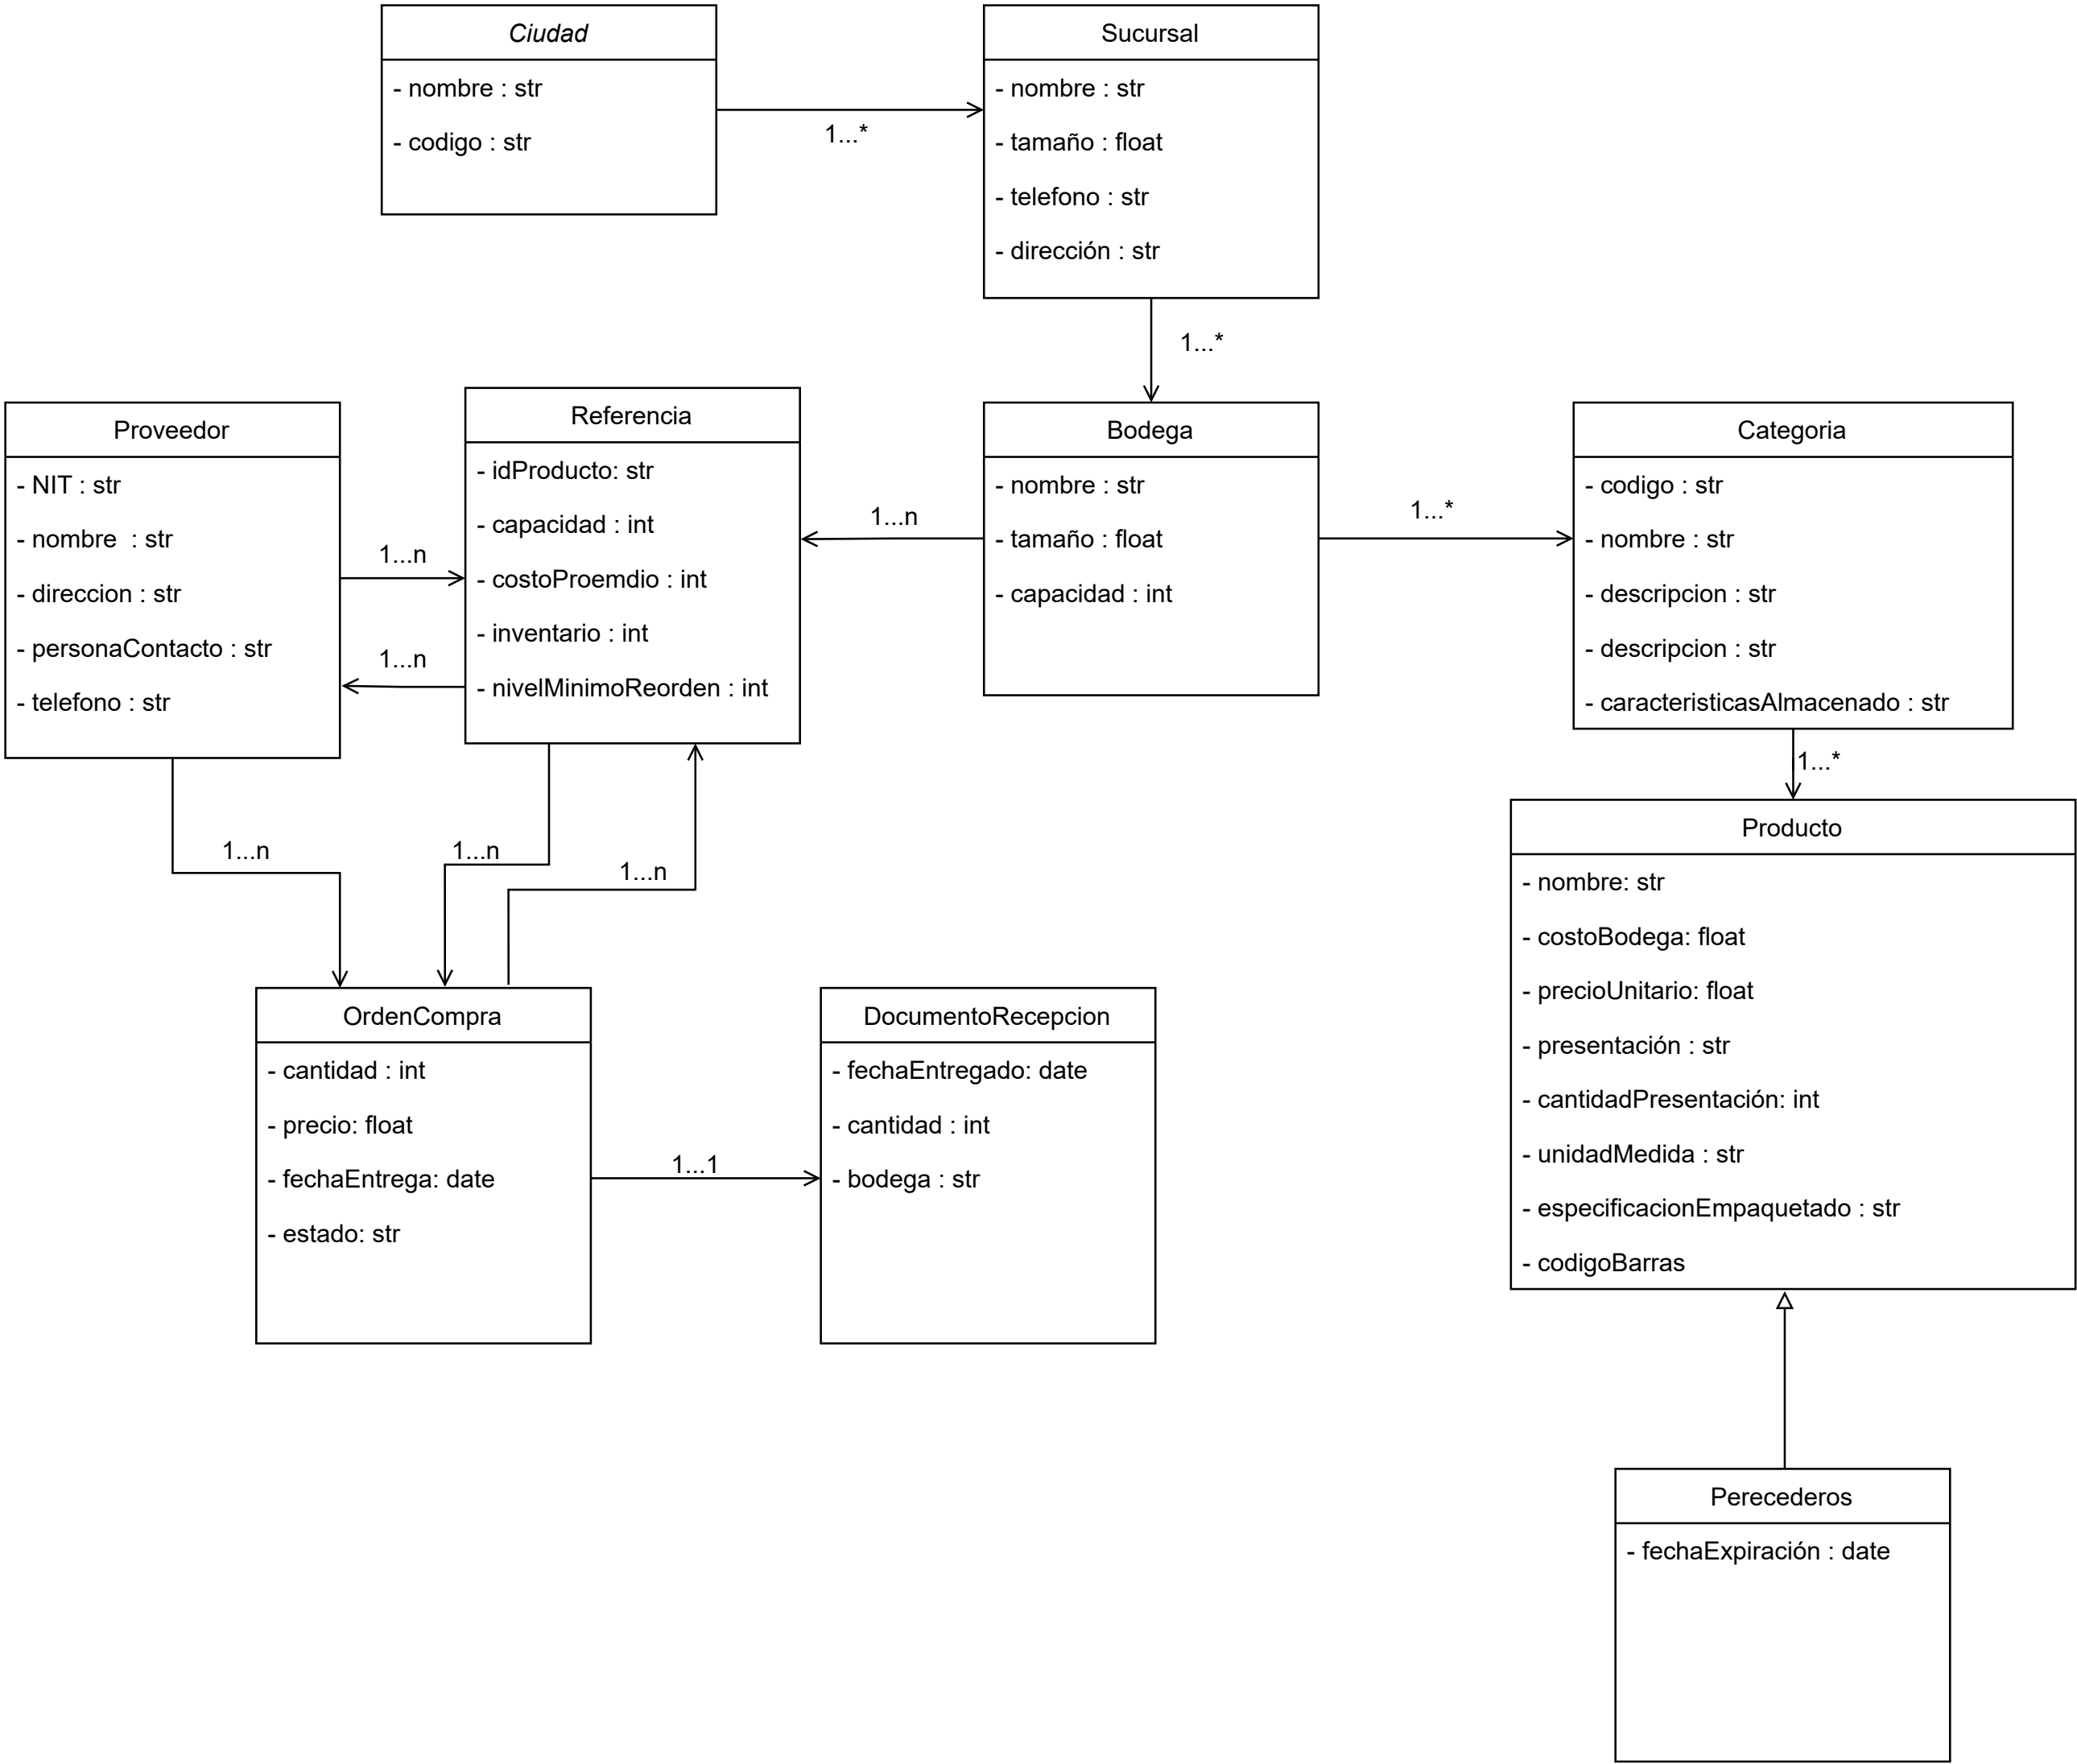 Ciudad
- nombre : str
- codigo : str
1...*
Sucursal
- nombre : str
- tamaño : float
- telefono : str
- dirección : str
1...*
Proveedor
- NIT : str
- nombre  : str
- direccion : str
- personaContacto : str
- telefono : str
1...n
1...n
Referencia
- idProducto: str
- capacidad : int
- costoProemdio : int
- inventario : int
- nivelMinimoReorden : int
1...n
Bodega
- nombre : str
- tamaño : float
- capacidad : int
1...*
Categoria
- codigo : str
- nombre : str
- descripcion : str
- descripcion : str
- caracteristicasAlmacenado : str
1...*
1...n
1...n
1...n
OrdenCompra
- cantidad : int
- precio: float
- fechaEntrega: date
- estado: str
1...1
DocumentoRecepcion
- fechaEntregado: date
- cantidad : int
- bodega : str
Producto
- nombre: str
- costoBodega: float
- precioUnitario: float
- presentación : str
- cantidadPresentación: int
- unidadMedida : str
- especificacionEmpaquetado : str
- codigoBarras
Perecederos
- fechaExpiración : date